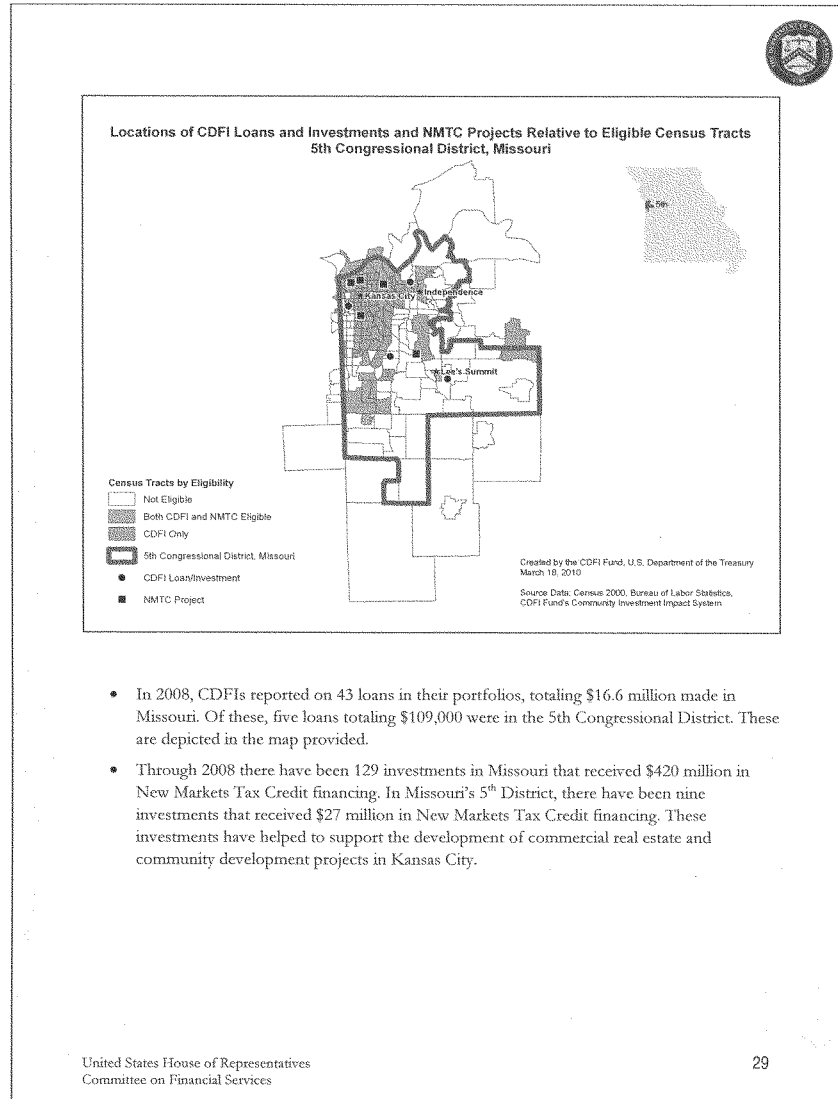 Locations of CDFI Loans and Investments and NMTC Projects Relative to Eligible Census Tracts
5th Congressional District, Missouri
5th
Kansas City
Independence
Lee's Summit
Census Tracts by Eligibility
Not Eligible
Both CDFI and NMTC Eligible
CDFI Only
5th Congressional District, Missouri
CDFI Loan/Investment
NMTC Project
Created by the CDFI Fund, U.S. Department of the Treasury
March 18, 2010
Source Data: Census 2000, Bureau of Labor Statistics,
CDFI Fund's Community Investment Impact System
• In 2008, CDFIs reported on 43 loans in their portfolios, totaling $16.6 million made in
Missouri. Of these, five loans totaling $109,000 were in the 5th Congressional District. These
are depicted in the map provided.
• Through 2008 there have been 129 investments in Missouri that received $420 million in
New Markets Tax Credit financing. In Missouri's 5th District, there have been nine
investments that received $27 million in New Markets Tax Credit financing. These
investments have helped to support the development of commercial real estate and
community development projects in Kansas City.
United States House of Representatives
Committee on Financial Services
29